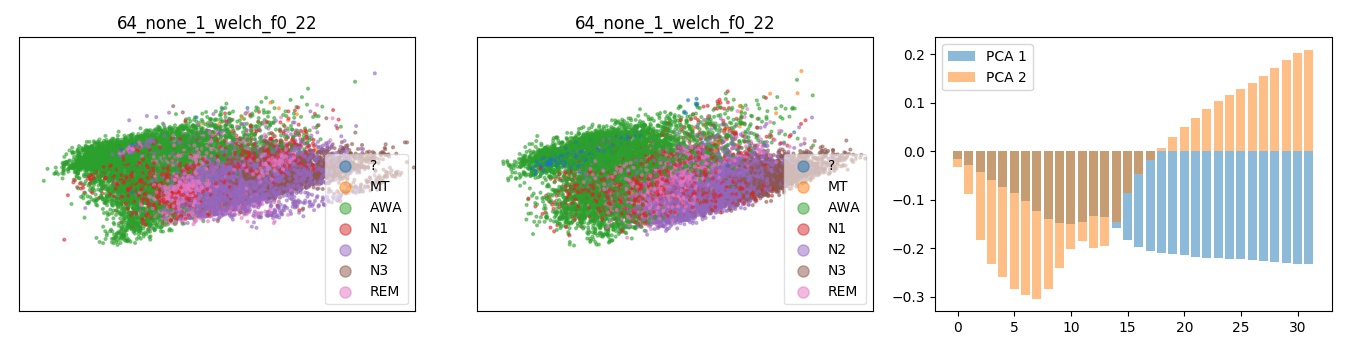 64_none_1_welch_f0_22
?
MT
AWA
N1
N2
N3
REM
64_none_1_welch_f0_22
?
MT
AWA
N1
N2
N3
REM
PCA 1
PCA 2
0.2
0.1
0.0
−0.1
−0.2
−0.3
0 5 10 15 20 25 30